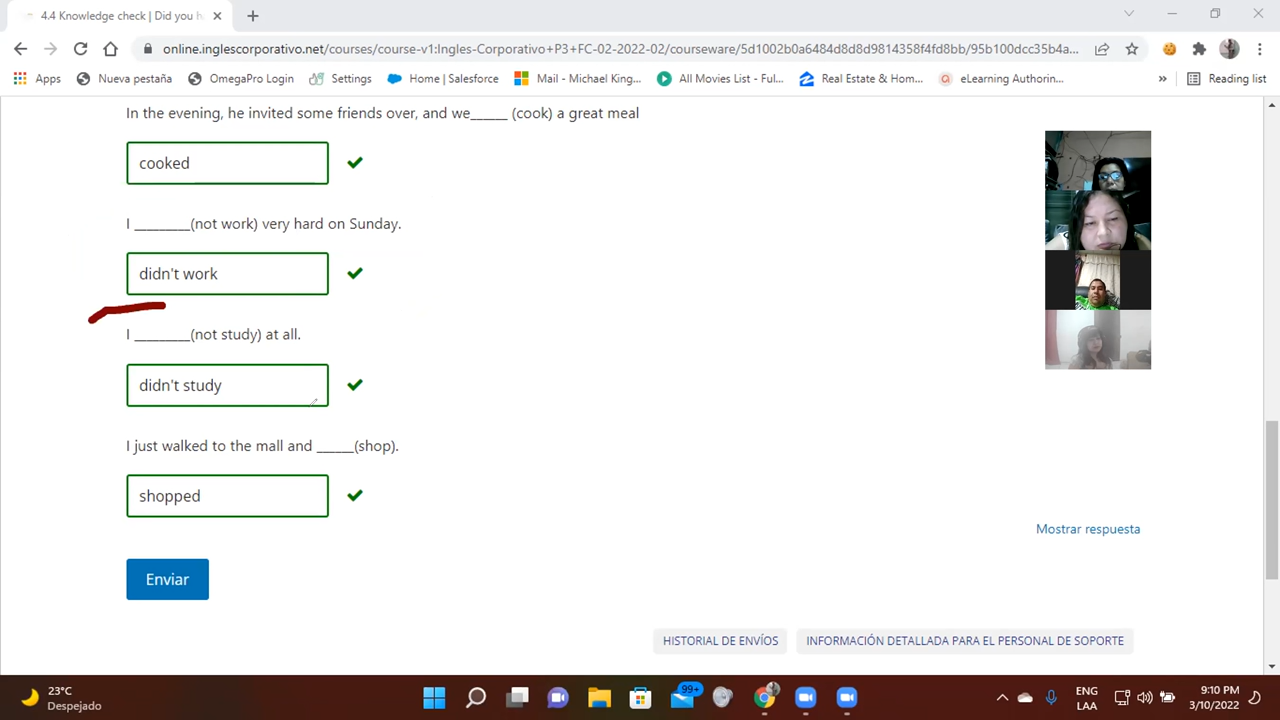 4.4 Knowledge check | Did you h
online.inglescorporativo.net/courses/course-v1:Ingles-Corporativo+P3+FC-02-2022-02/courseware/5d1002b0a6484d8d8d9814358f4fd8bb/95b100dcc35b4a...
Apps Nueva pestaña OmegaPro Login Settings Home | Salesforce Mail - Michael King... All Movies List - Ful... Real Estate & Hom... eLearning Authorin... » Reading list
In the evening, he invited some friends over, and we______ (cook) a great meal
cooked
I _________(not work) very hard on Sunday.
didn't work
I _________(not study) at all.
didn't study
I just walked to the mall and ______(shop).
shopped
Mostrar respuesta
Enviar
HISTORIAL DE ENVÍOS INFORMACIÓN DETALLADA PARA EL PERSONAL DE SOPORTE
23°C
Despejado
99+
ENG
LAA
9:10 PM
3/10/2022